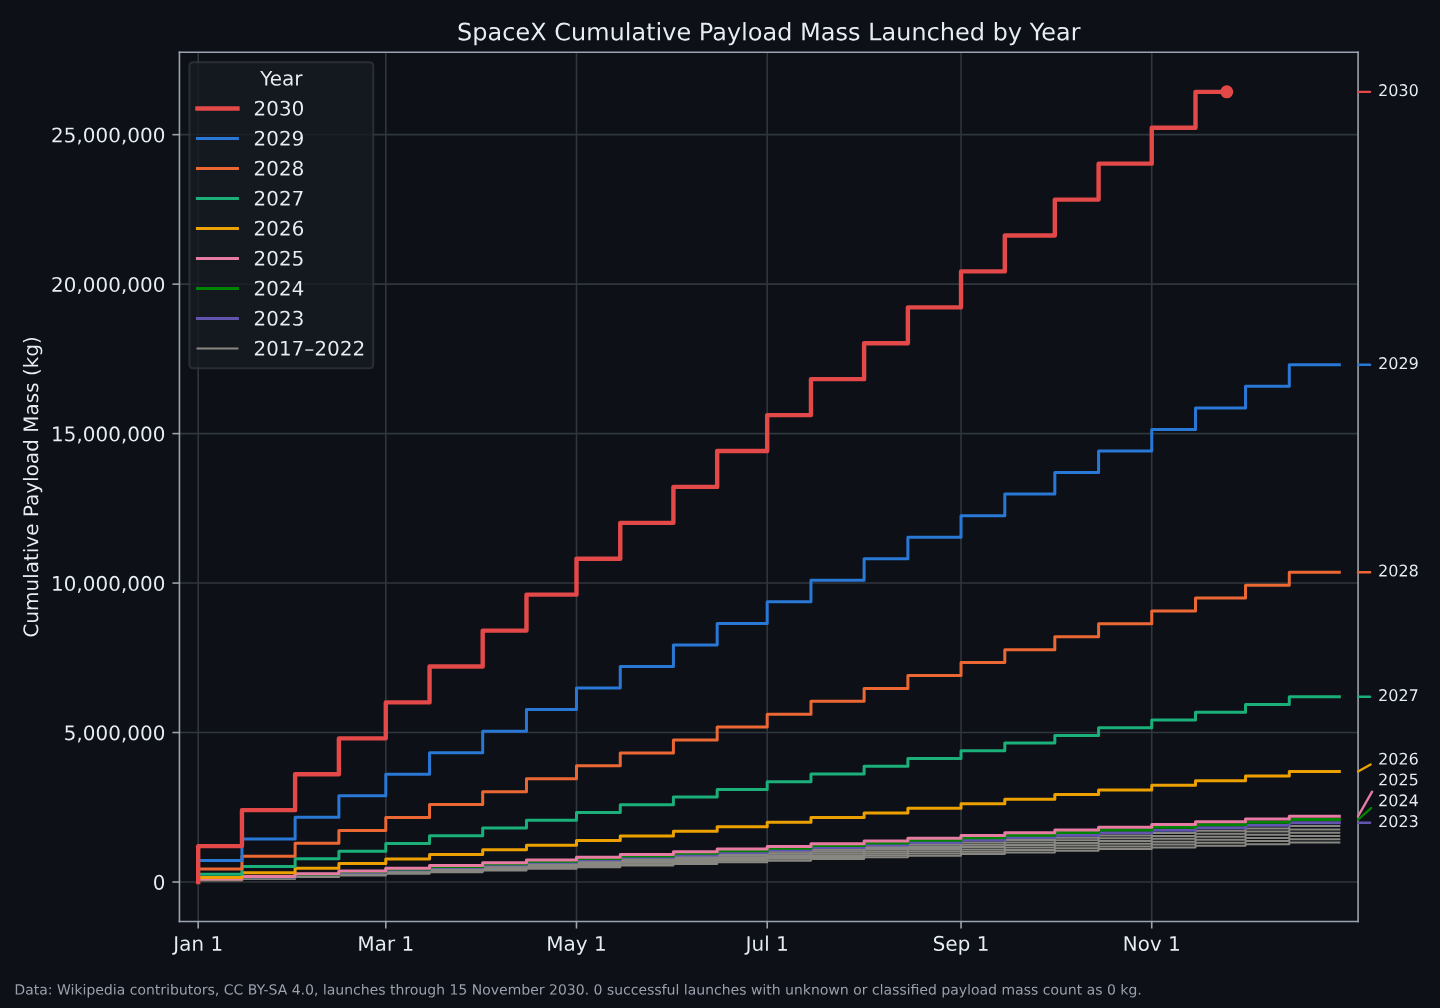 SpaceX Cumulative Payload Mass Launched by Year
Year
2030
2029
2028
2027
2026
2025
2024
2023
2017–2022
Cumulative Payload Mass (kg)
25,000,000
20,000,000
15,000,000
10,000,000
5,000,000
0
Jan 1
Mar 1
May 1
Jul 1
Sep 1
Nov 1
2030
2029
2028
2027
2026
2025
2024
2023
Data: Wikipedia contributors, CC BY-SA 4.0, launches through 15 November 2030. 0 successful launches with unknown or classified payload mass count as 0 kg.